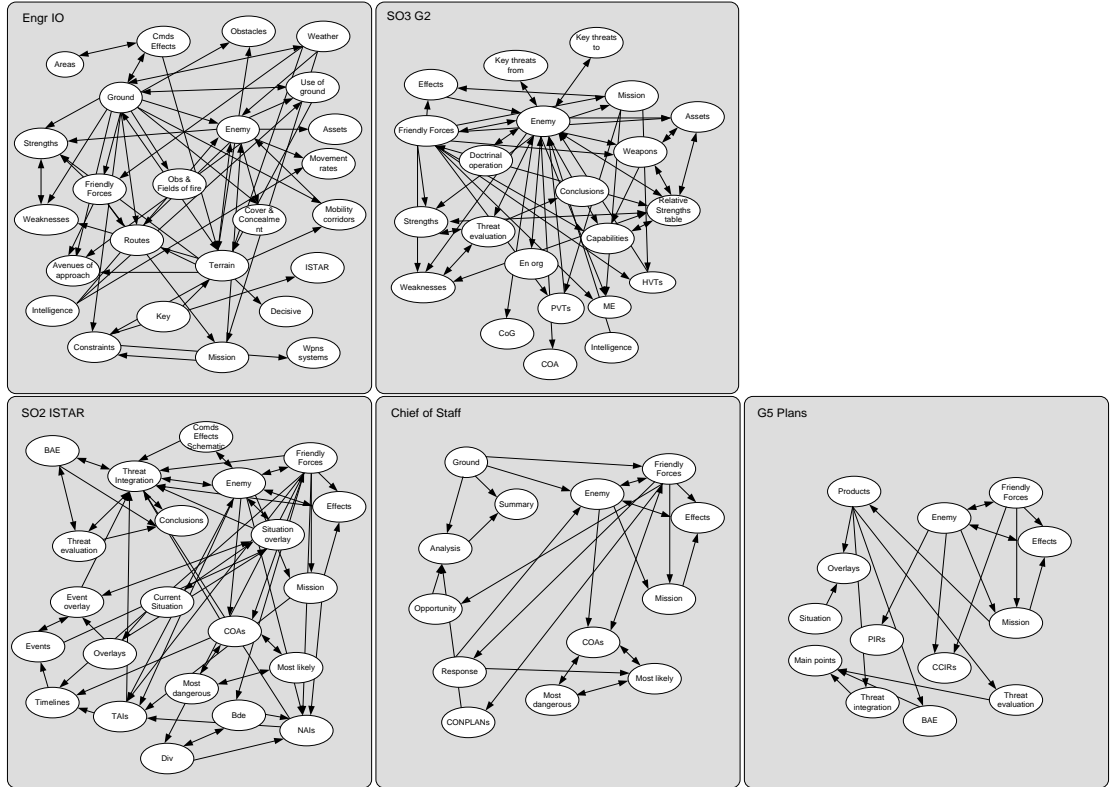 Engr IO
Cmds
Effects
Obstacles
Weather
Areas
Ground
Use of
ground
Enemy
Assets
Strengths
Movement
rates
Friendly
Forces
Obs &
Fields of fire
Weaknesses
Cover &
Concealme
nt
Mobility
corridors
Routes
Avenues of
approach
Terrain
ISTAR
Intelligence
Key
Decisive
Constraints
Mission
Wpns
systems
SO3 G2
Key threats
to
Key threats
from
Effects
Mission
Friendly Forces
Enemy
Assets
Doctrinal
operation
Weapons
Conclusions
Strengths
Threat
evaluation
Relative
Strengths
table
Capabilities
En org
Weaknesses
HVTs
PVTs
ME
CoG
Intelligence
COA
SO2 ISTAR
Comds
Effects
Schematic
BAE
Friendly
Forces
Threat
Integration
Enemy
Effects
Conclusions
Situation
overlay
Threat
evaluation
Mission
Event
overlay
Current
Situation
COAs
Events
Overlays
Most likely
Most
dangerous
Timelines
TAIs
Bde
NAIs
Div
Chief of Staff
Ground
Friendly
Forces
Enemy
Summary
Effects
Analysis
Opportunity
Mission
COAs
Response
Most likely
Most
dangerous
CONPLANs
G5 Plans
Products
Friendly
Forces
Enemy
Effects
Overlays
Situation
Mission
PIRs
Main points
CCIRs
Threat
integration
Threat
evaluation
BAE